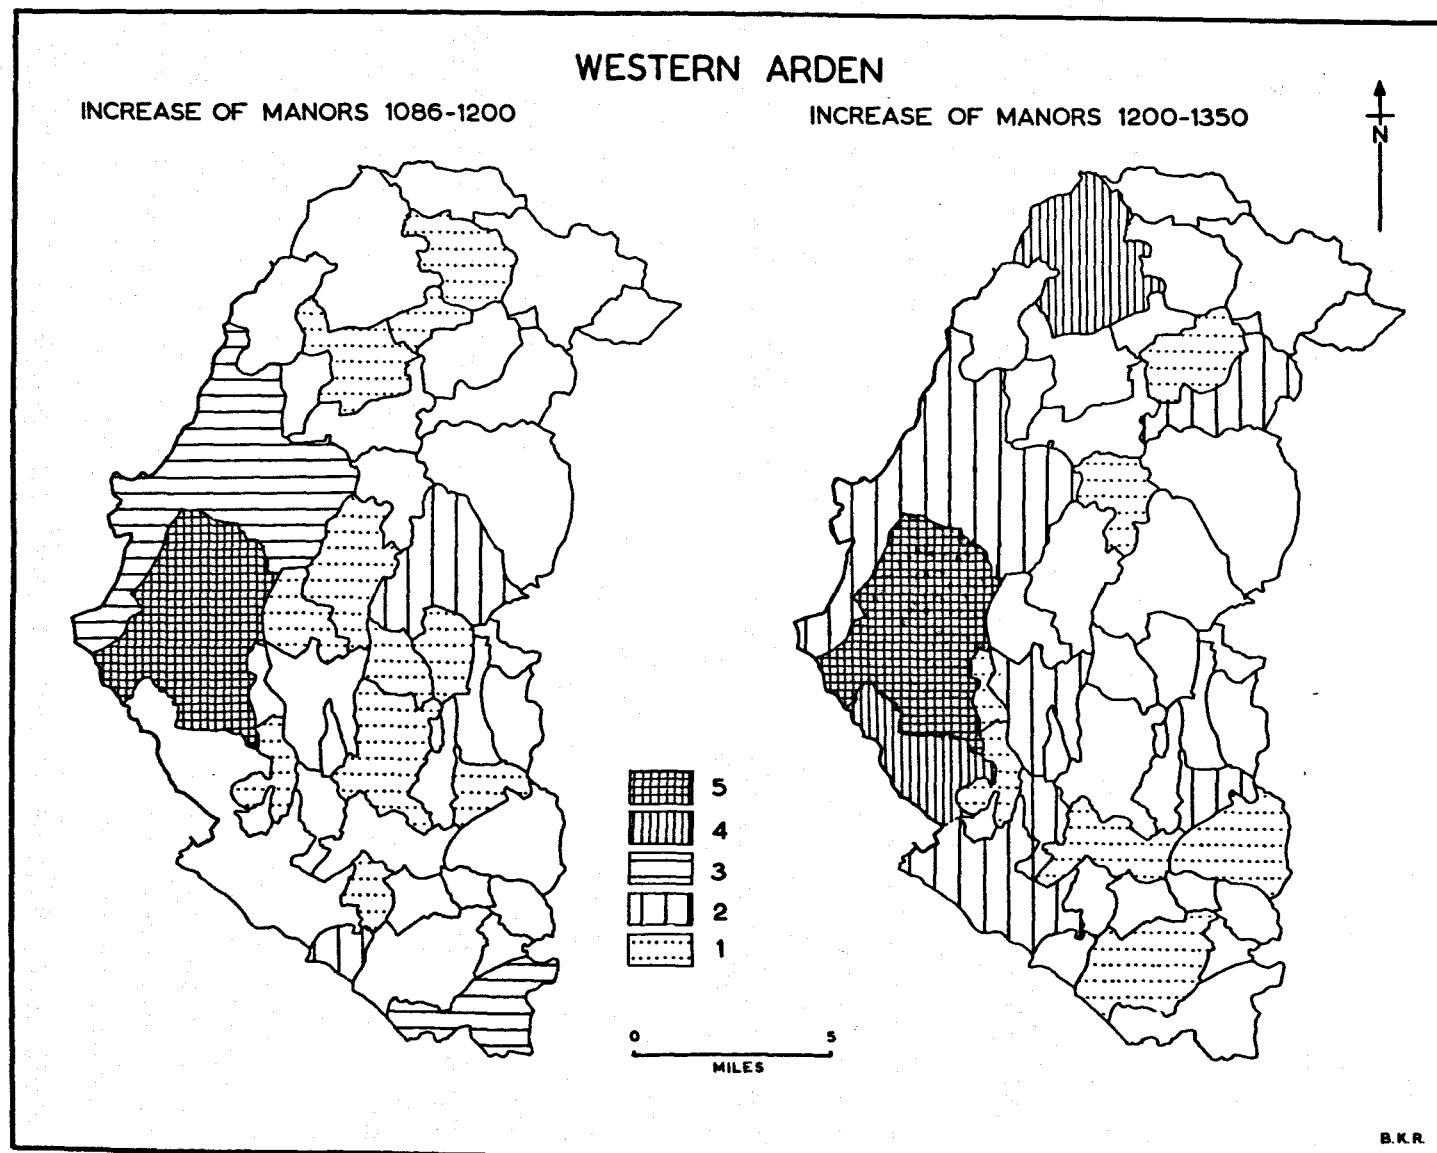 WESTERN ARDEN
INCREASE OF MANORS 1086-1200
INCREASE OF MANORS 1200-1350
N
5
4
3
2
1
0 5
MILES
B.K.R.